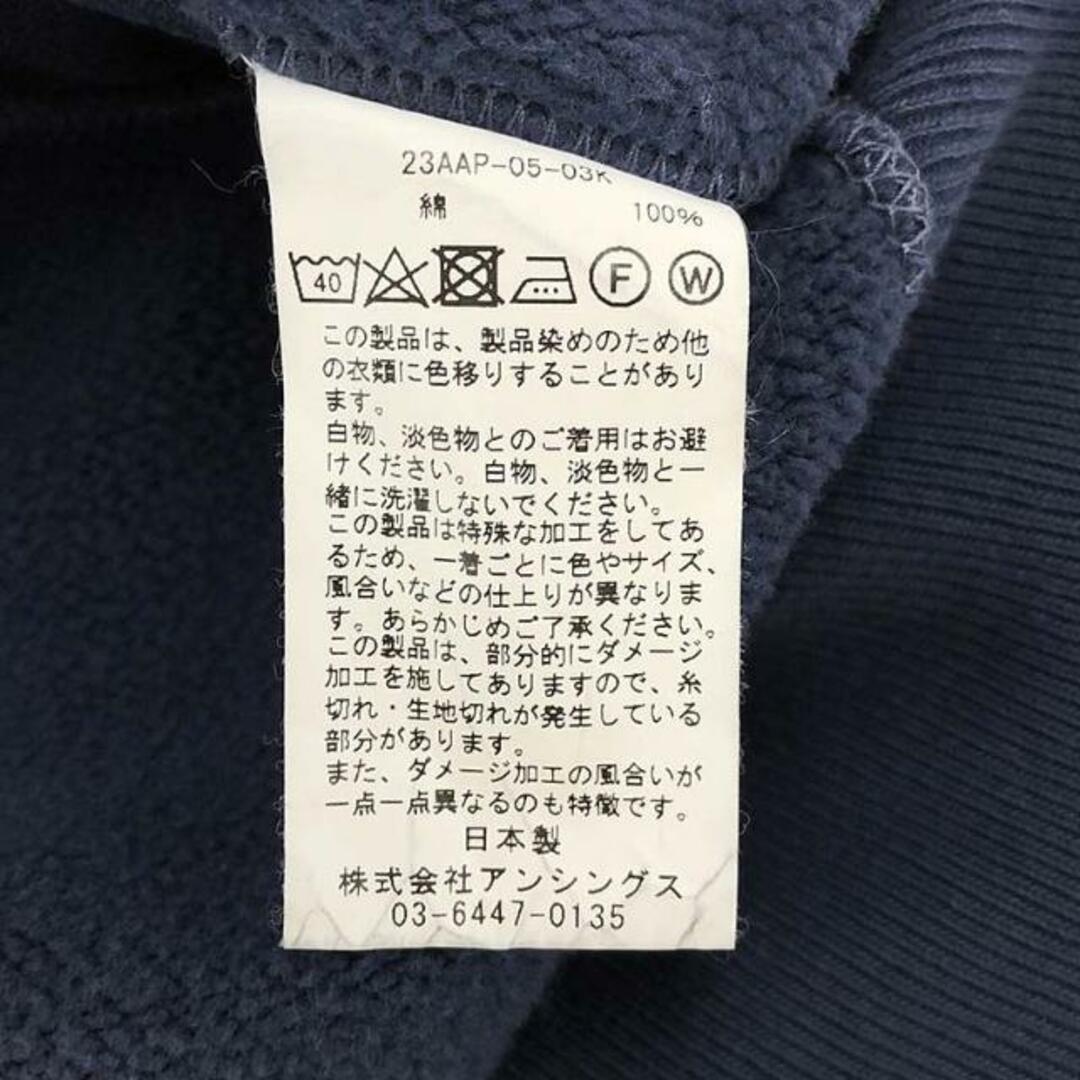 23AAP-05-03K
綿 100%
40 F W
この製品は、製品染めのため他
の衣類に色移りすることがあり
ます。
白物、淡色物とのご着用はお避
けください。白物、淡色物と一
緒に洗濯しないでください。
この製品は特殊な加工をしてあ
るため、一着ごとに色やサイズ、
風合いなどの仕上りが異なりま
す。あらかじめご了承ください。
この製品は、部分的にダメージ
加工を施してありますので、糸
切れ・生地切れが発生している
部分があります。
また、ダメージ加工の風合いが
一点一点異なるのも特徴です。
日本製
株式会社アンシングス
03-6447-0135